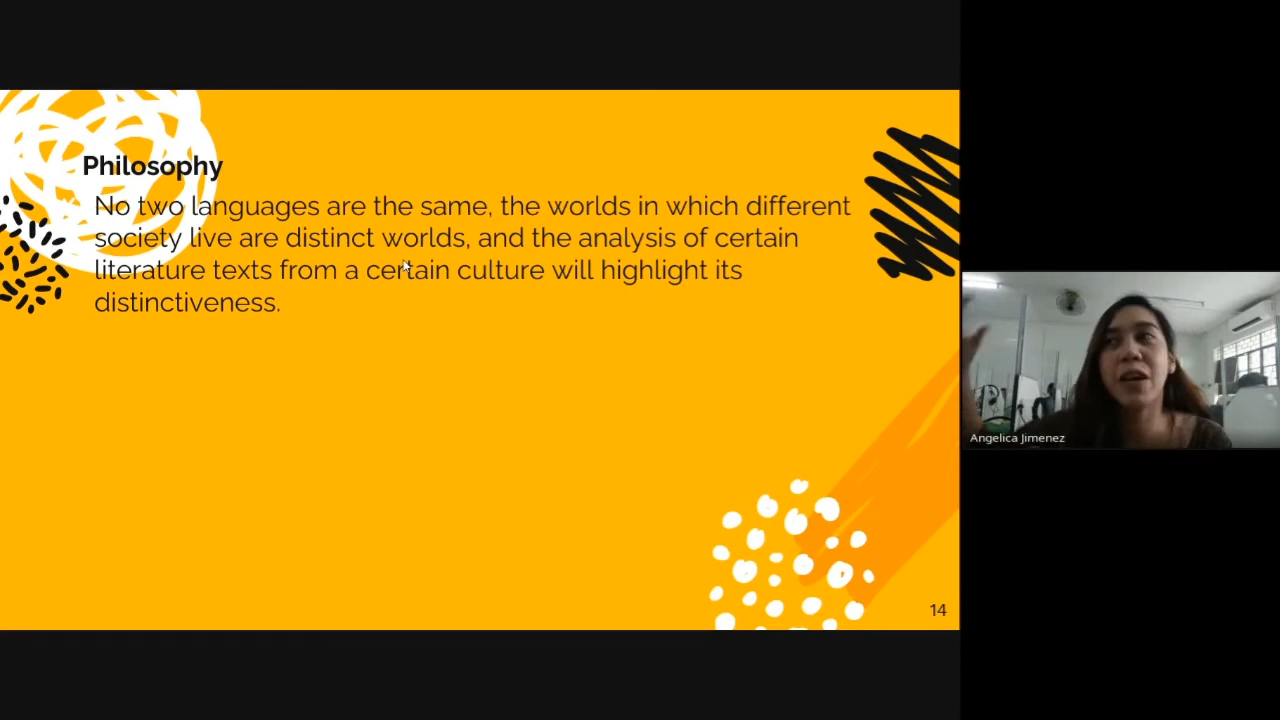 Philosophy
No two languages are the same, the worlds in which different
society live are distinct worlds, and the analysis of certain
literature texts from a certain culture will highlight its
distinctiveness.
14
Angelica Jimenez